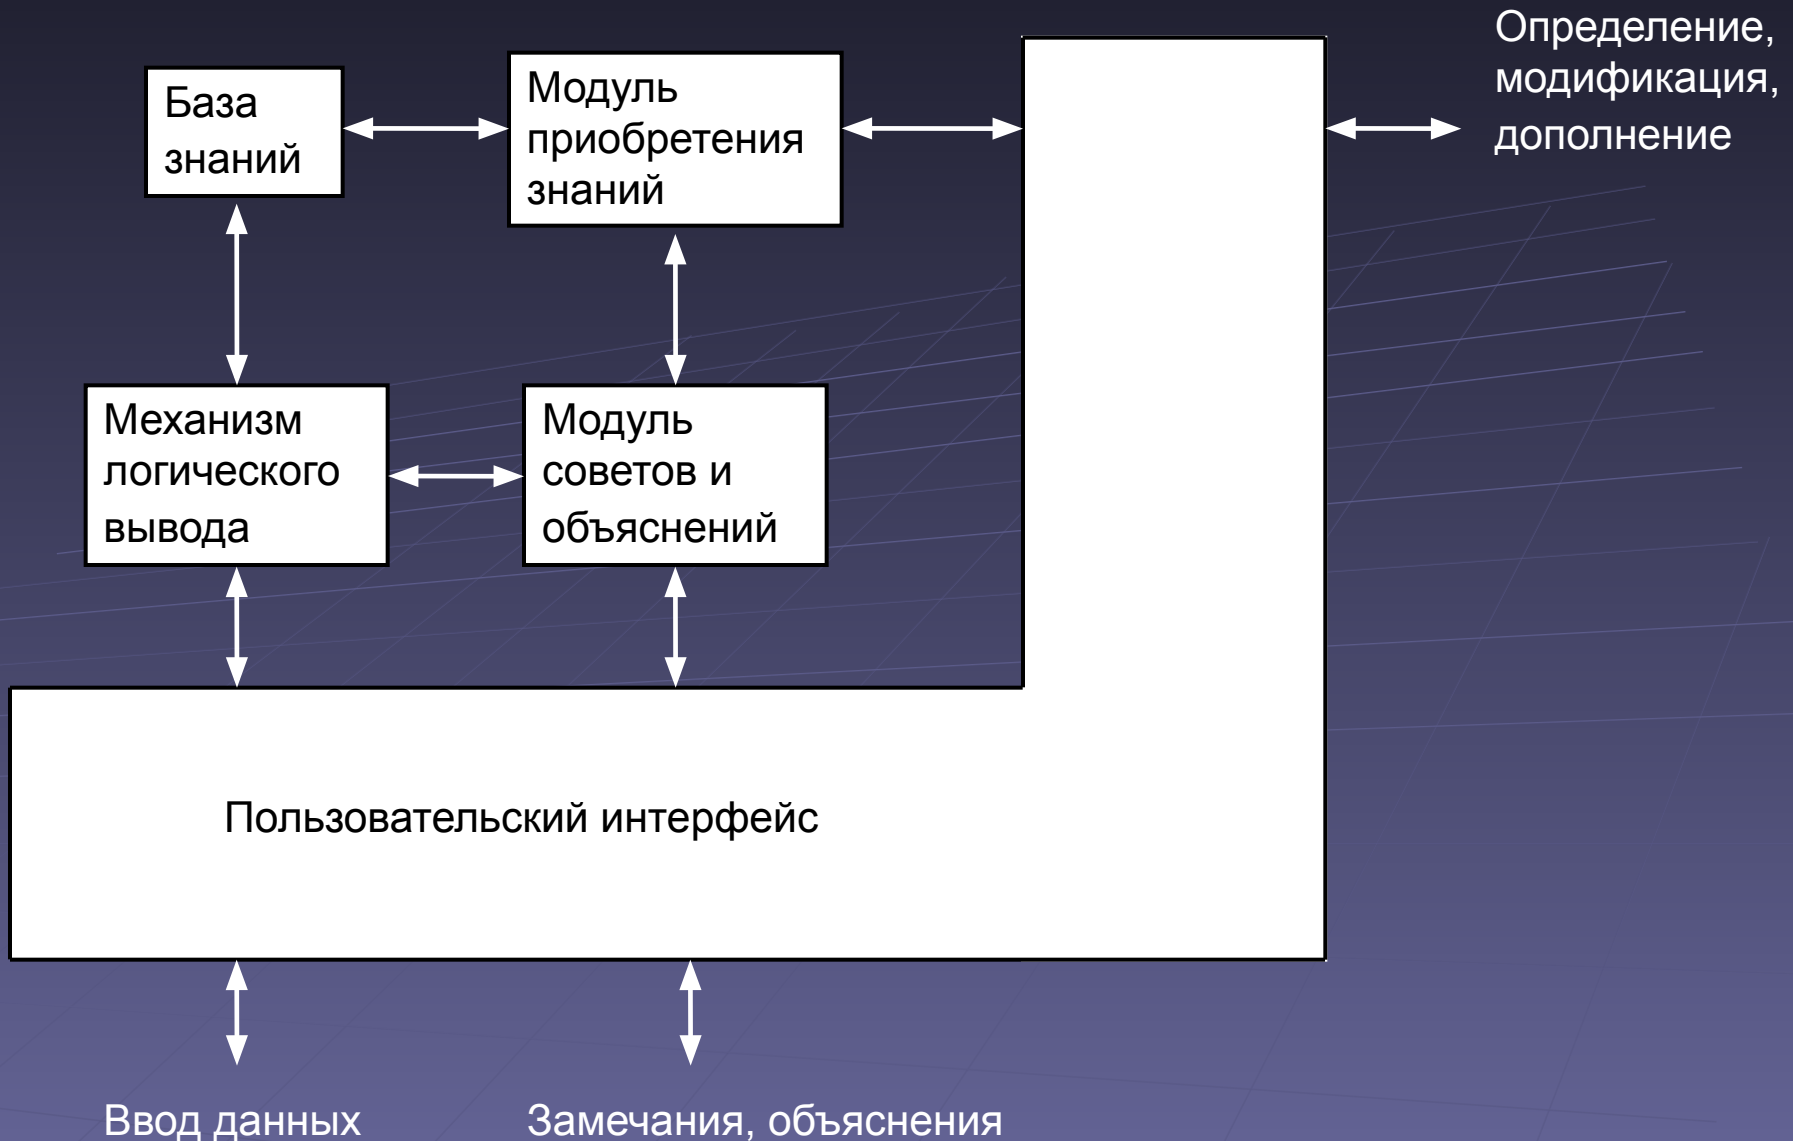 База
знаний
Модуль
приобретения
знаний
Определение,
модификация,
дополнение
Механизм
логического
вывода
Модуль
советов и
объяснений
Пользовательский интерфейс
Ввод данных
Замечания, объяснения